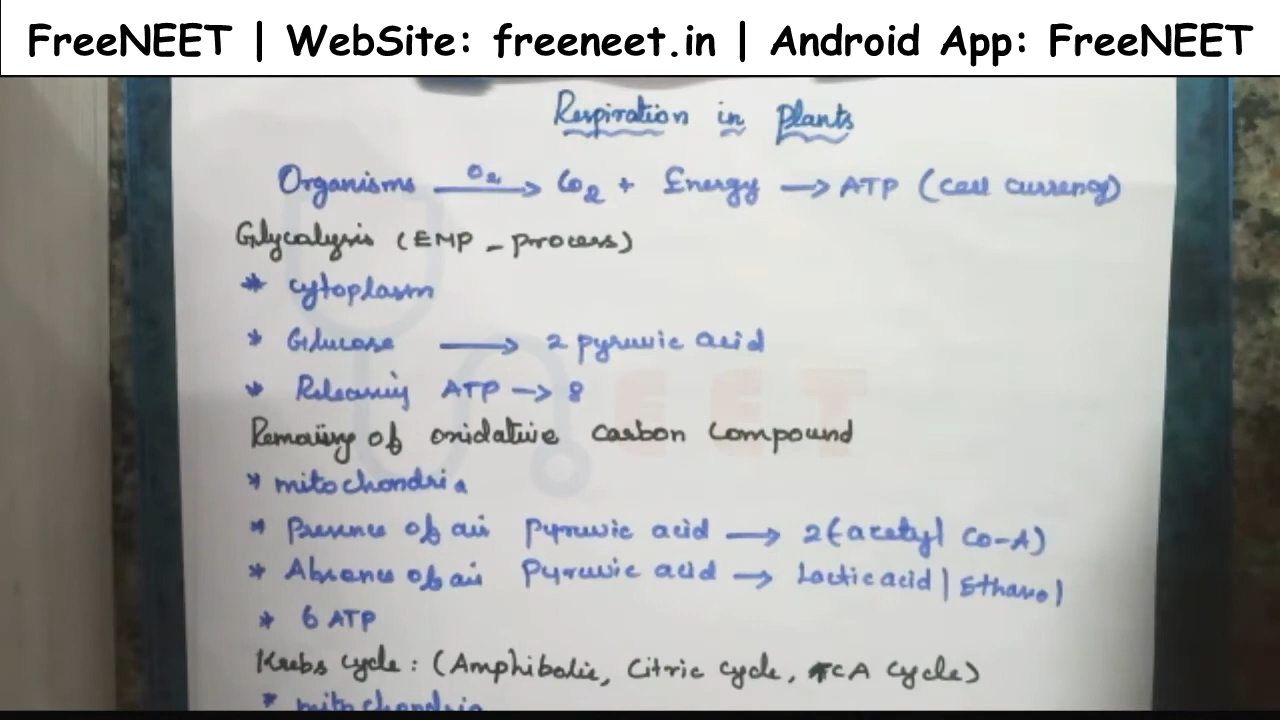 FreeNEET | WebSite: freeneet.in | Android App: FreeNEET
Respiration in Plants
Organisms —O2→ CO2 + Energy → ATP (cell currency)
Glycalysis (EMP - process)
* cytoplasm
* Glucose → 2 pyruvic acid
* Releasing ATP → 8
EET
of oxidative carbon compound
* mitochondria
* Presence of air Pyruvic acid → 2(acetyl Co-A)
* Absence of air Pyruvic acid → Lactic acid | Ethanol
* 6 ATP
Krebs cycle: (Amphibolic, Citric cycle, TCA cycle)
* mitochondria